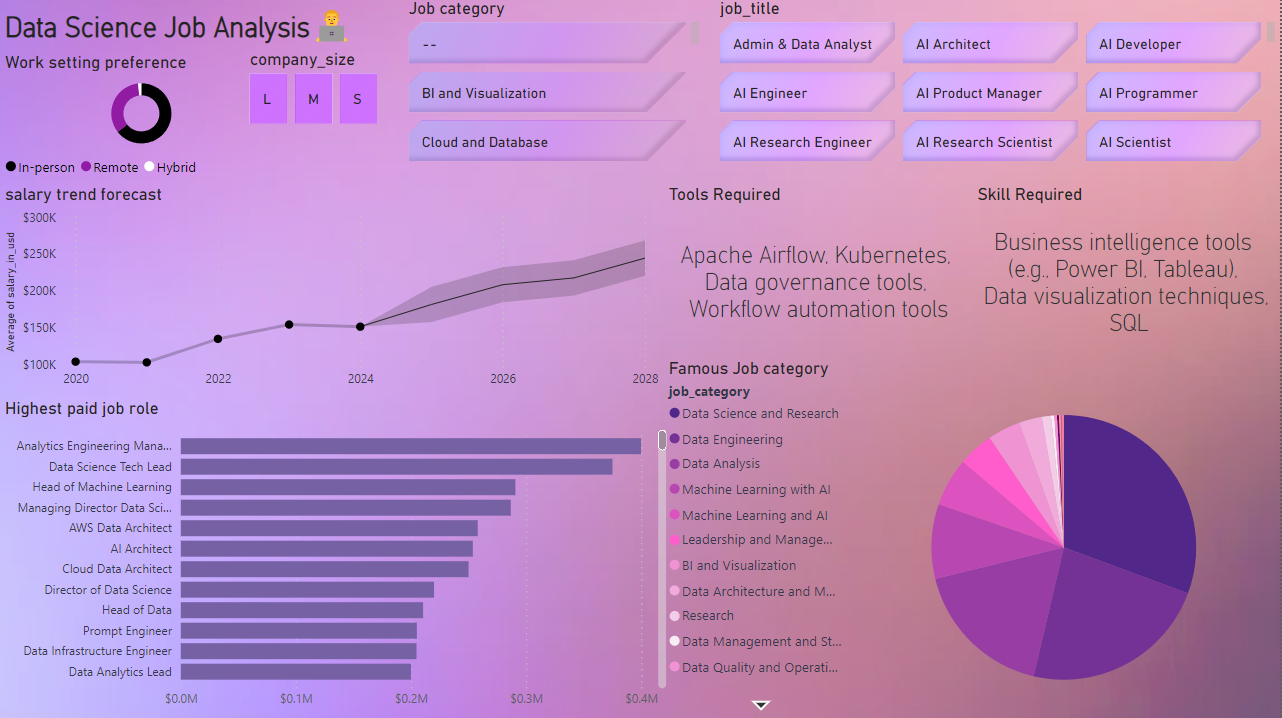 Data Science Job Analysis
Work setting preference
In-person
Remote
Hybrid
company_size
L
M
S
Job category
--
BI and Visualization
Cloud and Database
job_title
Admin & Data Analyst
AI Architect
AI Developer
AI Engineer
AI Product Manager
AI Programmer
AI Research Engineer
AI Research Scientist
AI Scientist
salary trend forecast
Average of salary_in_usd
$300K
$250K
$200K
$150K
$100K
2020
2022
2024
2026
2028
Tools Required
Apache Airflow, Kubernetes,
Data governance tools,
Workflow automation tools
Skill Required
Business intelligence tools
(e.g., Power BI, Tableau),
Data visualization techniques,
SQL
Highest paid job role
Analytics Engineering Mana...
Data Science Tech Lead
Head of Machine Learning
Managing Director Data Sci...
AWS Data Architect
AI Architect
Cloud Data Architect
Director of Data Science
Head of Data
Prompt Engineer
Data Infrastructure Engineer
Data Analytics Lead
$0.0M
$0.1M
$0.2M
$0.3M
$0.4M
Famous Job category
job_category
Data Science and Research
Data Engineering
Data Analysis
Machine Learning with AI
Machine Learning and AI
Leadership and Manage...
BI and Visualization
Data Architecture and M...
Research
Data Management and St...
Data Quality and Operati...